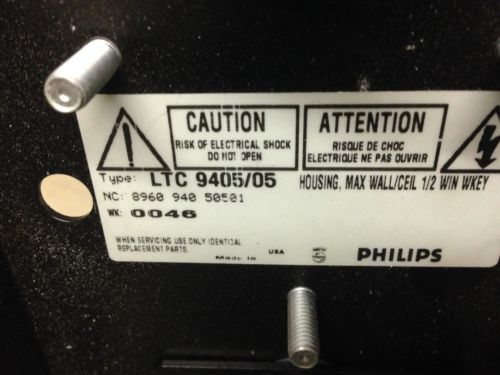 CAUTION
RISK OF ELECTRICAL SHOCK
DO NOT OPEN
ATTENTION
RISQUE DE CHOC
ELECTRIQUE NE PAS OUVRIR
Type: LTC 9405/05 HOUSING, MAX WALL/CEIL 1/2 WIN WKEY
NC: 8960 940 50501
WK: 0046
WHEN SERVICING USE ONLY IDENTICAL
REPLACEMENT PARTS.
Made in USA
PHILIPS